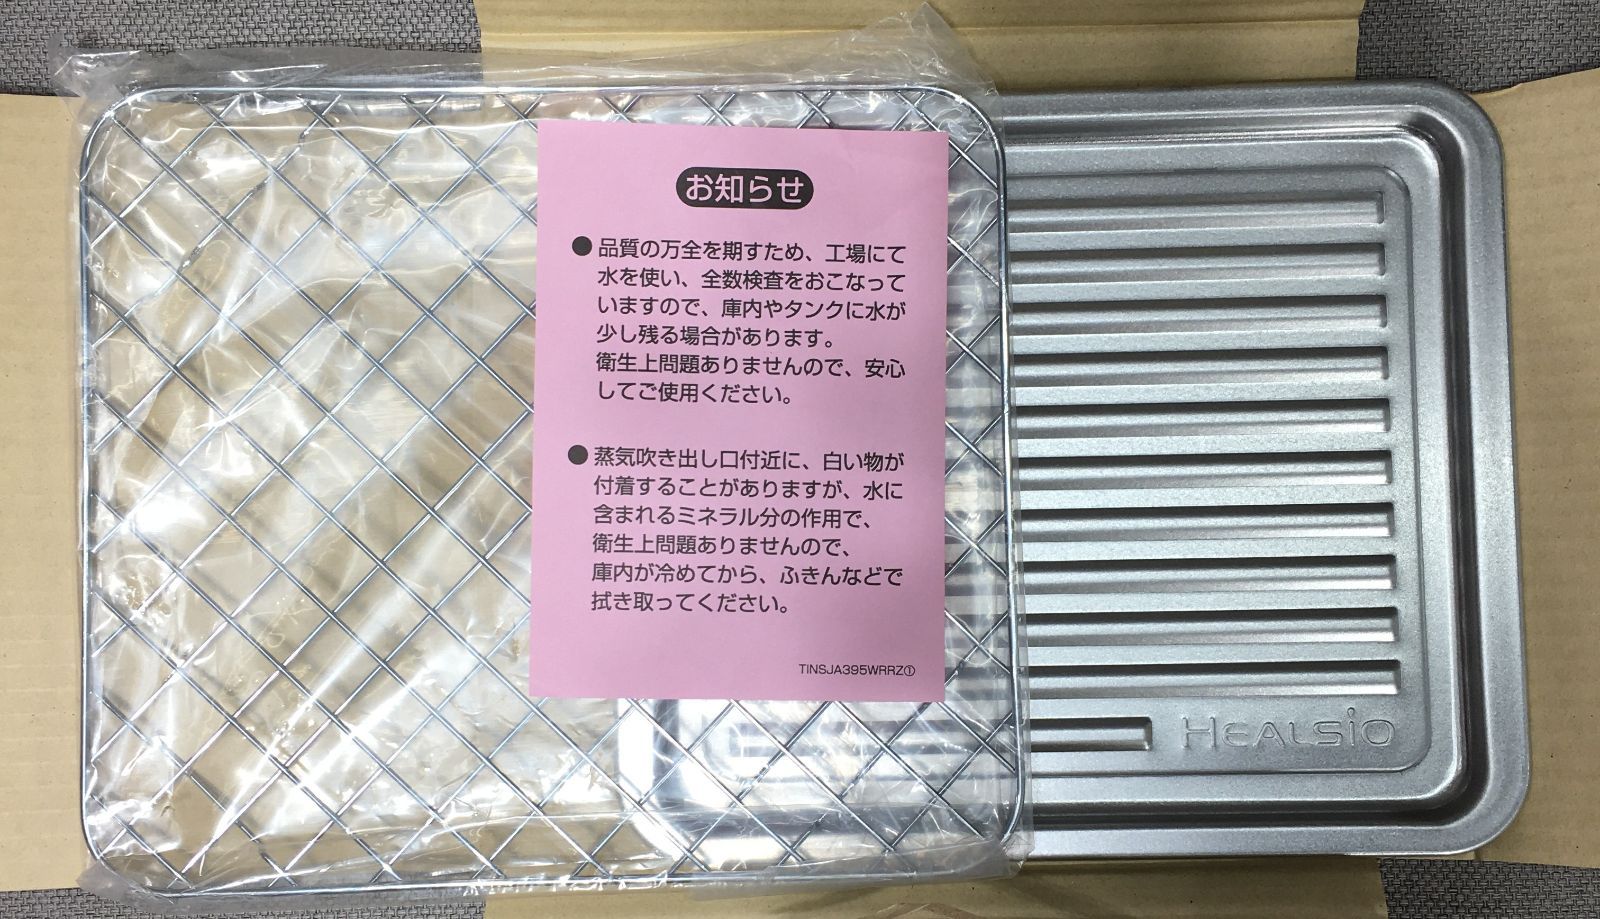 お知らせ
●品質の万全を期すため、工場にて
水を使い、全数検査をおこなって
いますので、庫内やタンクに水が
少し残る場合があります。
衛生上問題ありませんので、安心
してご使用ください。
●蒸気吹き出し口付近に、白い物が
付着することがありますが、水に
含まれるミネラル分の作用で、
衛生上問題ありませんので、
庫内が冷めてから、ふきんなどで
拭き取ってください。
TINSJA395WRRZ①
HEALSiO